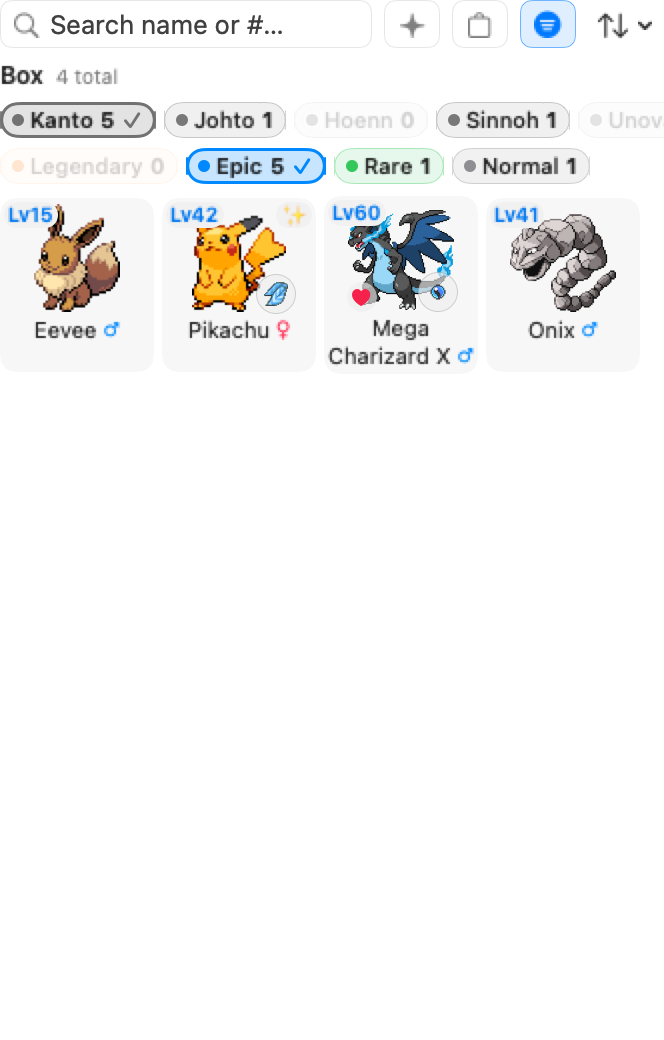 Search name or #...
Box 4 total
Kanto 5 Johto 1 Hoenn 0 Sinnoh 1 Unov
Legendary 0 Epic 5 Rare 1 Normal 1
Lv15 Lv42 Lv60 Lv41
Eevee ♂ Pikachu ♀ Mega Charizard X ♂ Onix ♂